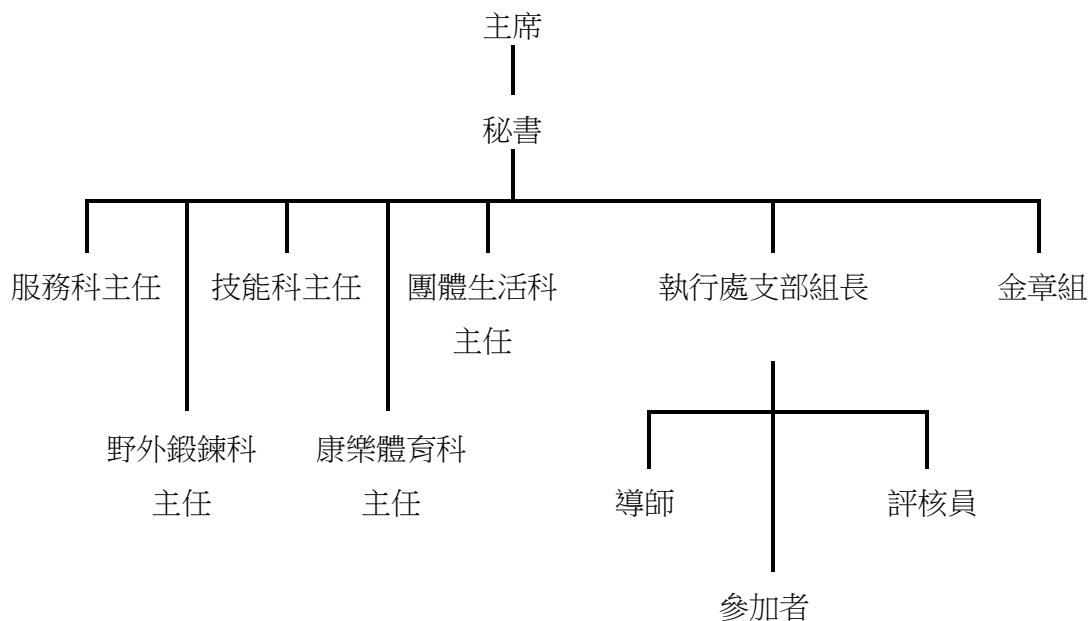 主席
秘書
服務科主任
技能科主任
團體生活科
主任
執行處支部組長
金章組
野外鍛鍊科
主任
康樂體育科
主任
導師
評核員
參加者